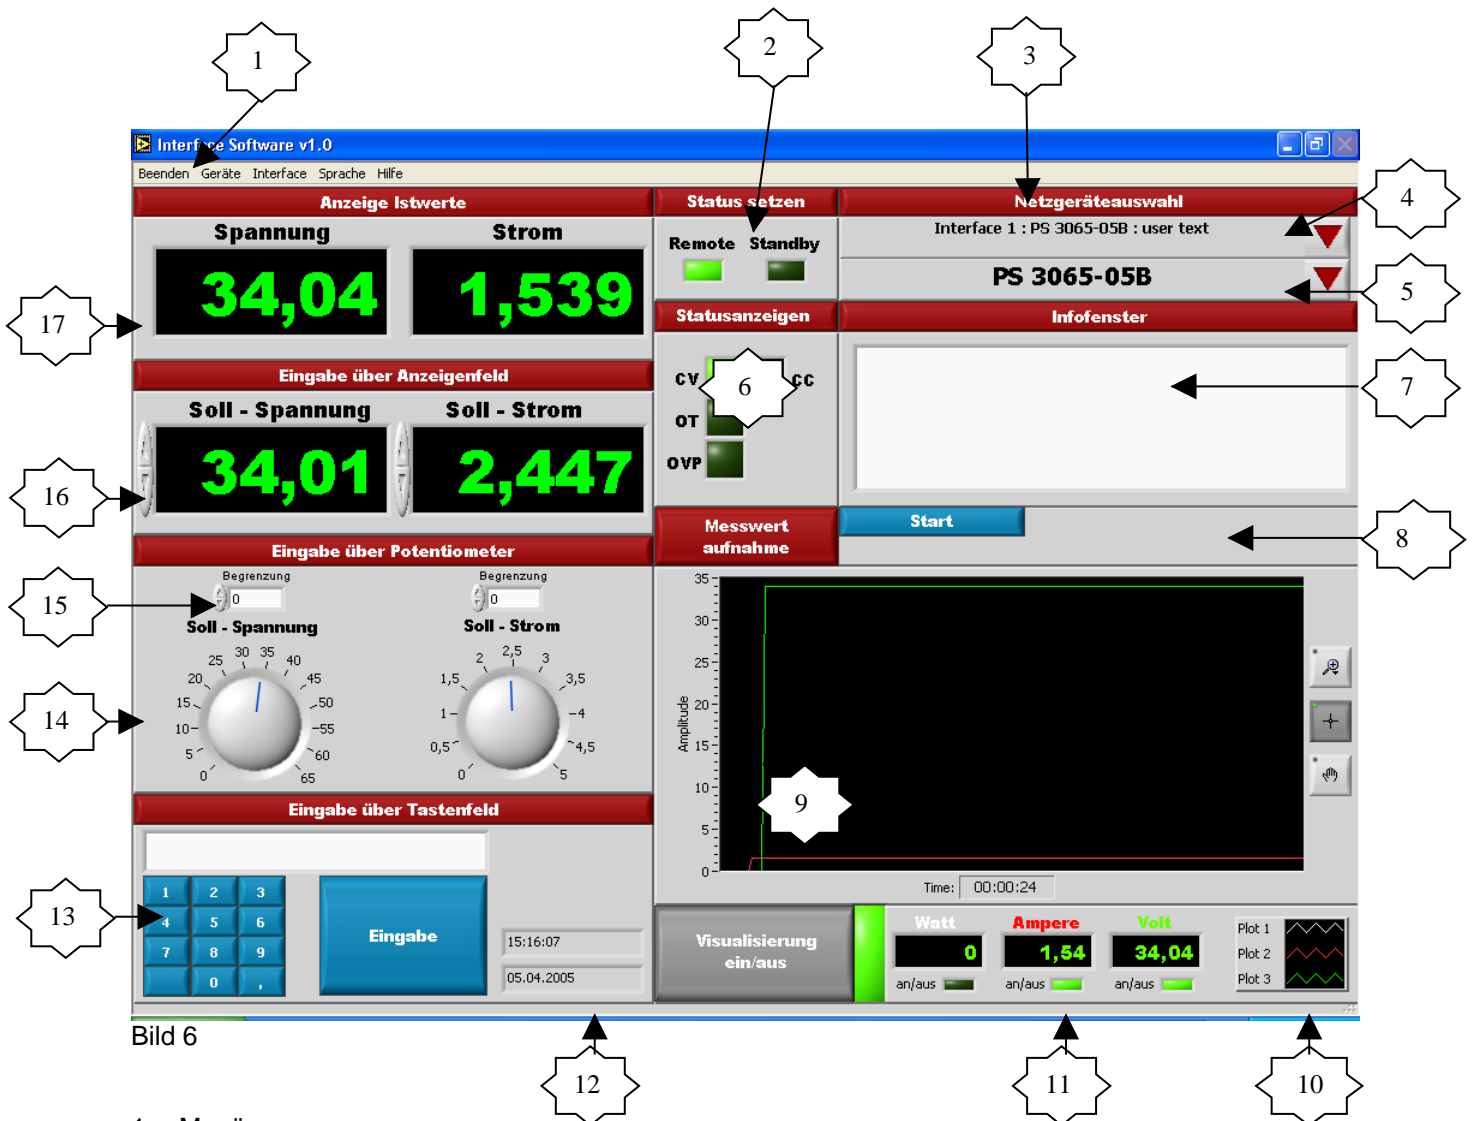 1
2
3
Interface Software v1.0
Beenden Geräte Interface Sprache Hilfe
4
Anzeige Istwerte
Spannung Strom
34,04 1,539
17
Status setzen
Remote Standby
Netzgeräteauswahl
Interface 1 : PS 3065-05B : user text
PS 3065-05B
5
Statusanzeigen
CV CC
OT
OVP
6
Infofenster
7
Eingabe über Anzeigenfeld
Soll - Spannung Soll - Strom
34,01 2,447
16
Messwert
aufnahme
Start
8
Eingabe über Potentiometer
Begrenzung Begrenzung
0 0
15
Soll - Spannung Soll - Strom
0 5 10 15 20 25 30 35 40 45 50 55 60 65
0 0,5 1 1,5 2 2,5 3 3,5 4 4,5 5
14
35
30
25
20
15
10
5
0
Amplitude
9
Time: 00:00:24
Eingabe über Tastenfeld
1 2 3
4 5 6
7 8 9
0 ,
13
Eingabe
15:16:07
05.04.2005
Visualisierung
ein/aus
Watt Ampere Volt
0 1,54 34,04
an/aus an/aus an/aus
Plot 1
Plot 2
Plot 3
Bild 6
12
11
10